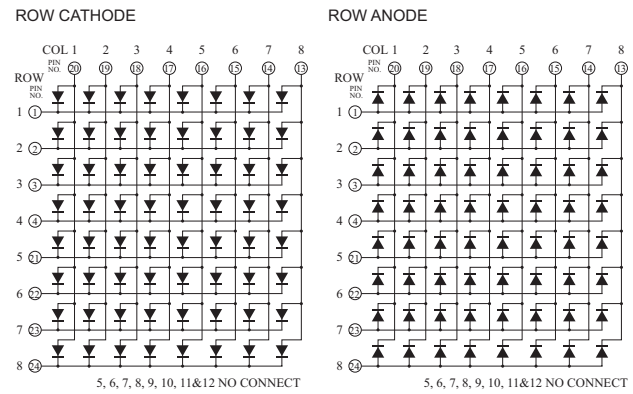 ROW CATHODE
COL 1 2 3 4 5 6 7 8
PIN NO. 20 19 18 17 16 15 14 13
ROW
PIN NO.
1 1
2 2
3 3
4 4
5 21
6 22
7 23
8 24
5, 6, 7, 8, 9, 10, 11&12 NO CONNECT
ROW ANODE
COL 1 2 3 4 5 6 7 8
PIN NO. 20 19 18 17 16 15 14 13
ROW
PIN NO.
1 1
2 2
3 3
4 4
5 21
6 22
7 23
8 24
5, 6, 7, 8, 9, 10, 11&12 NO CONNECT